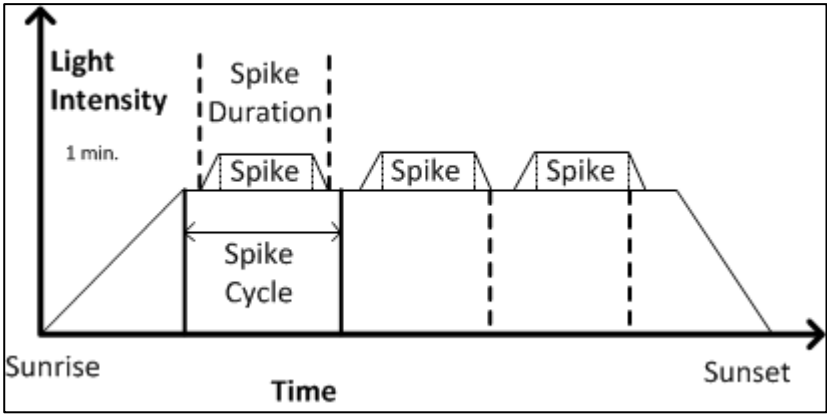 Light
Intensity
1 min.
Spike
Duration
Spike
Spike
Spike
Spike
Cycle
Sunrise
Sunset
Time